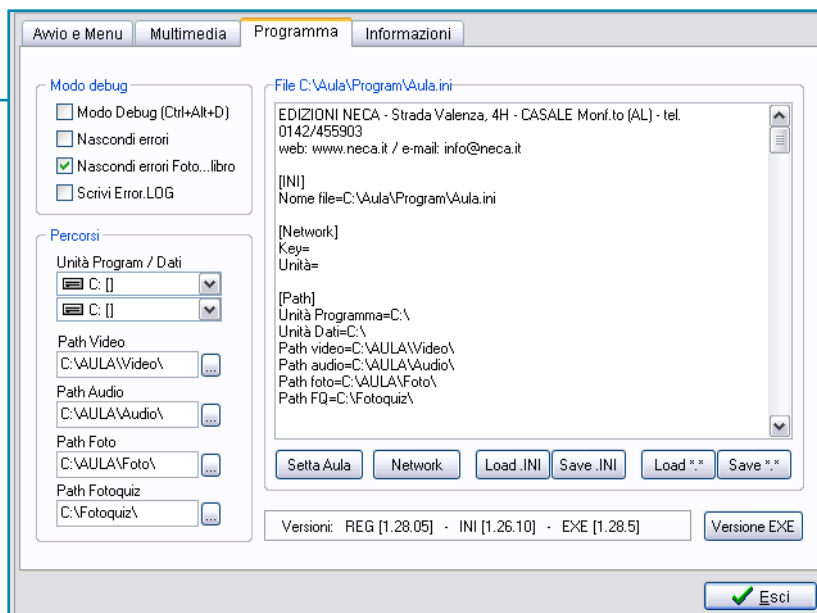 Avvio e Menu
Multimedia
Programma
Informazioni
Modo debug
Modo Debug (Ctrl+Alt+D)
Nascondi errori
Nascondi errori Foto...libro
Scrivi Error.LOG
Percorsi
Unità Program / Dati
C: []
C: []
Path Video
C:\AULA\Video\
...
Path Audio
C:\AULA\Audio\
...
Path Foto
C:\AULA\Foto\
...
Path Fotoquiz
C:\Fotoquiz\
...
File C:\Aula\Program\Aula.ini
EDIZIONI NECA - Strada Valenza, 4H - CASALE Monf.to (AL) - tel.
0142/455903
web: www.neca.it / e-mail: info@neca.it
[INI]
Nome file=C:\Aula\Program\Aula.ini
[Network]
Key=
Unità=
[Path]
Unità Programma=C:\
Unità Dati=C:\
Path video=C:\AULA\Video\
Path audio=C:\AULA\Audio\
Path foto=C:\AULA\Foto\
Path FQ=C:\Fotoquiz\
Setta Aula
Network
Load .INI
Save .INI
Load *.*
Save *.*
Versioni: REG [1.28.05] - INI [1.26.10] - EXE [1.28.5]
Versione EXE
Esci